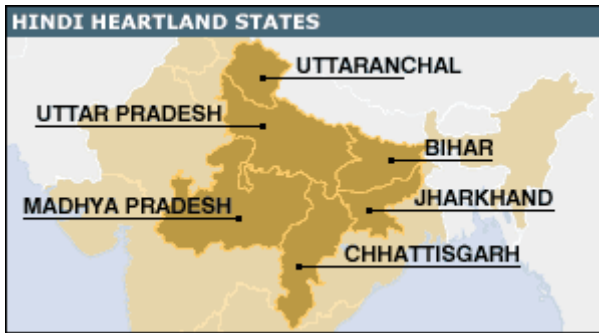 HINDI HEARTLAND STATES
UTTARANCHAL
UTTAR PRADESH
BIHAR
JHARKHAND
MADHYA PRADESH
CHHATTISGARH